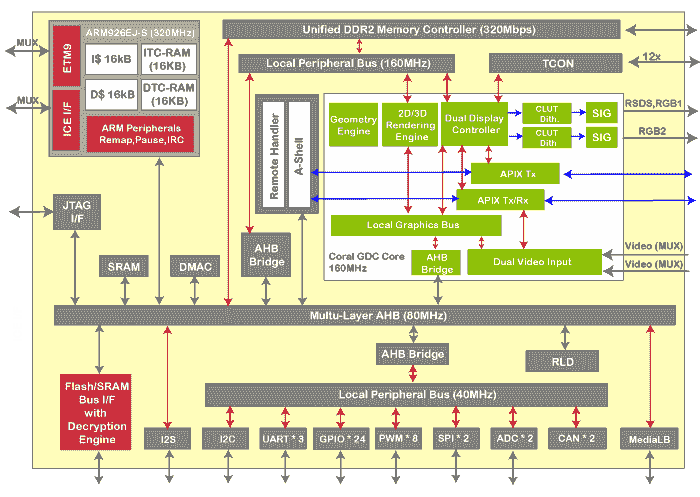 ARM926EJ-S (320MHz)
ETM9
I$ 16kB
ITC-RAM
(16KB)
D$ 16kB
DTC-RAM
(16KB)
ICE I/F
ARM Peripherals
Remap,Pause,IRC
MUX
MUX
Unified DDR2 Memory Controller (320Mbps)
Local Peripheral Bus (160MHz)
TCON
12x
RSDS,RGB1
RGB2
Remote Handler
A-Shell
Geometry
Engine
2D/3D
Rendering
Engine
Dual Display
Controller
CLUT
Dith.
SIG
CLUT
Dith
SIG
APIX Tx
APIX Tx/Rx
Local Graphics Bus
Coral GDC Core
160MHz
AHB
Bridge
Dual Video Input
Video (MUX)
Video (MUX)
JTAG
I/F
SRAM
DMAC
AHB
Bridge
Multu-Layer AHB (80MHz)
AHB Bridge
RLD
Flash/SRAM
Bus I/F
with
Decryption
Engine
Local Peripheral Bus (40MHz)
I2S
I2C
UART * 3
GPIO * 24
PWM * 8
SPI * 2
ADC * 2
CAN * 2
MediaLB